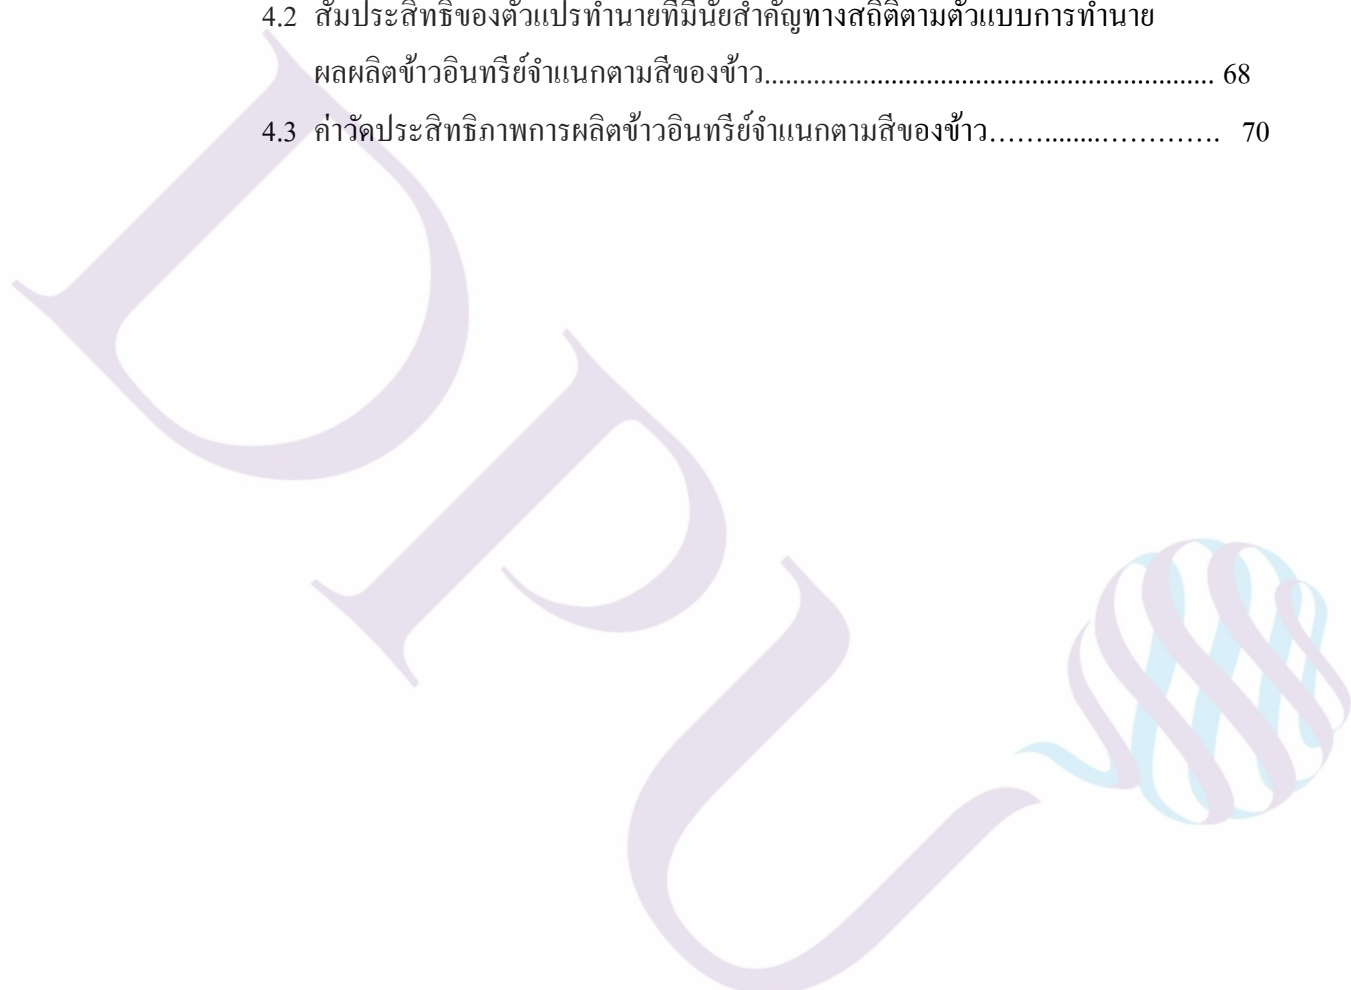 4.2 สัมประสิทธิ์ของตัวแปรทำนายที่มีนัยสำคัญทางสถิติตามตัวแบบการทำนาย
ผลผลิตข้าวอินทรีย์จำแนกตามสีของข้าว................................................................ 68
4.3 ค่าวัดประสิทธิภาพการผลิตข้าวอินทรีย์จำแนกตามสีของข้าว……........…………. 70
DPU